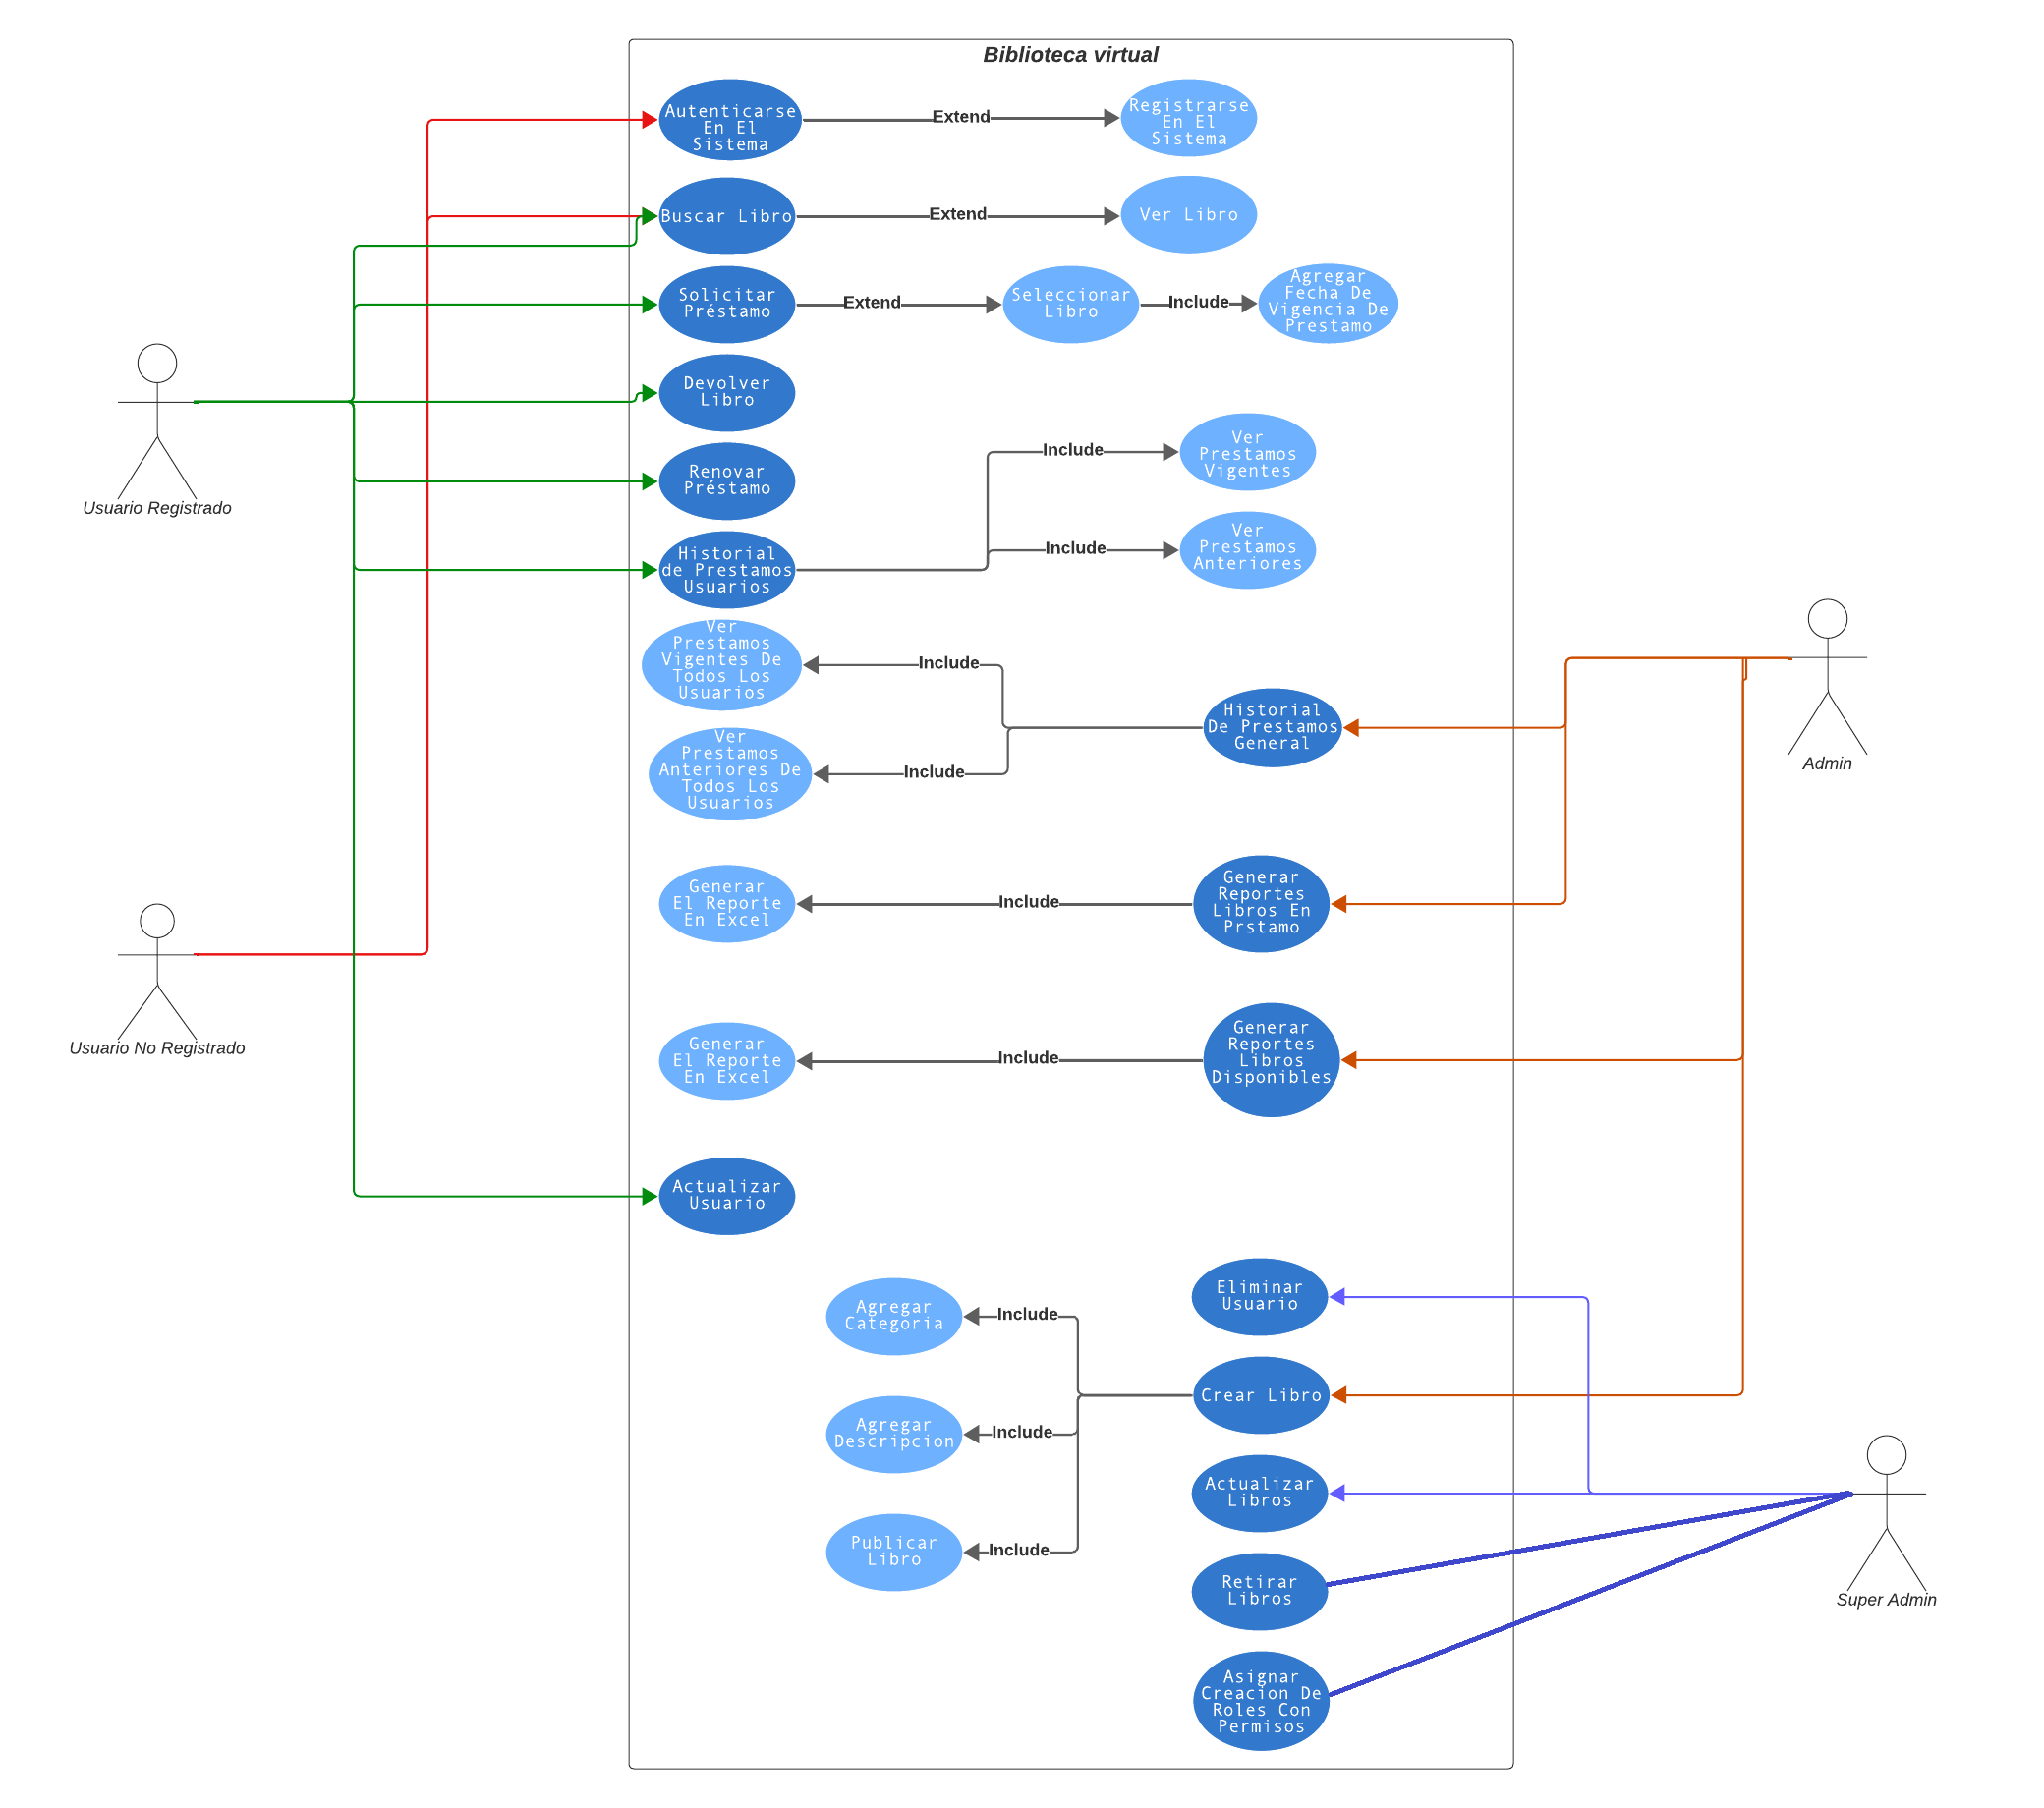 Biblioteca virtual
Autenticarse
En El
Sistema
Extend
Registrarse
En El
Sistema
Buscar Libro
Extend
Ver Libro
Solicitar
Préstamo
Extend
Seleccionar
Libro
Include
Agregar
Fecha De
Vigencia De
Prestamo
Devolver
Libro
Usuario Registrado
Renovar
Préstamo
Include
Ver
Prestamos
Vigentes
Historial
de Prestamos
Usuarios
Include
Ver
Prestamos
Anteriores
Ver
Prestamos
Vigentes De
Todos Los
Usuarios
Include
Historial
De Prestamos
General
Admin
Ver
Prestamos
Anteriores De
Todos Los
Usuarios
Include
Generar
El Reporte
En Excel
Include
Generar
Reportes
Libros En
Prstamo
Usuario No Registrado
Generar
El Reporte
En Excel
Include
Generar
Reportes
Libros
Disponibles
Actualizar
Usuario
Eliminar
Usuario
Agregar
Categoria
Include
Crear Libro
Agregar
Descripcion
Include
Actualizar
Libros
Publicar
Libro
Include
Retirar
Libros
Super Admin
Asignar
Creacion De
Roles Con
Permisos